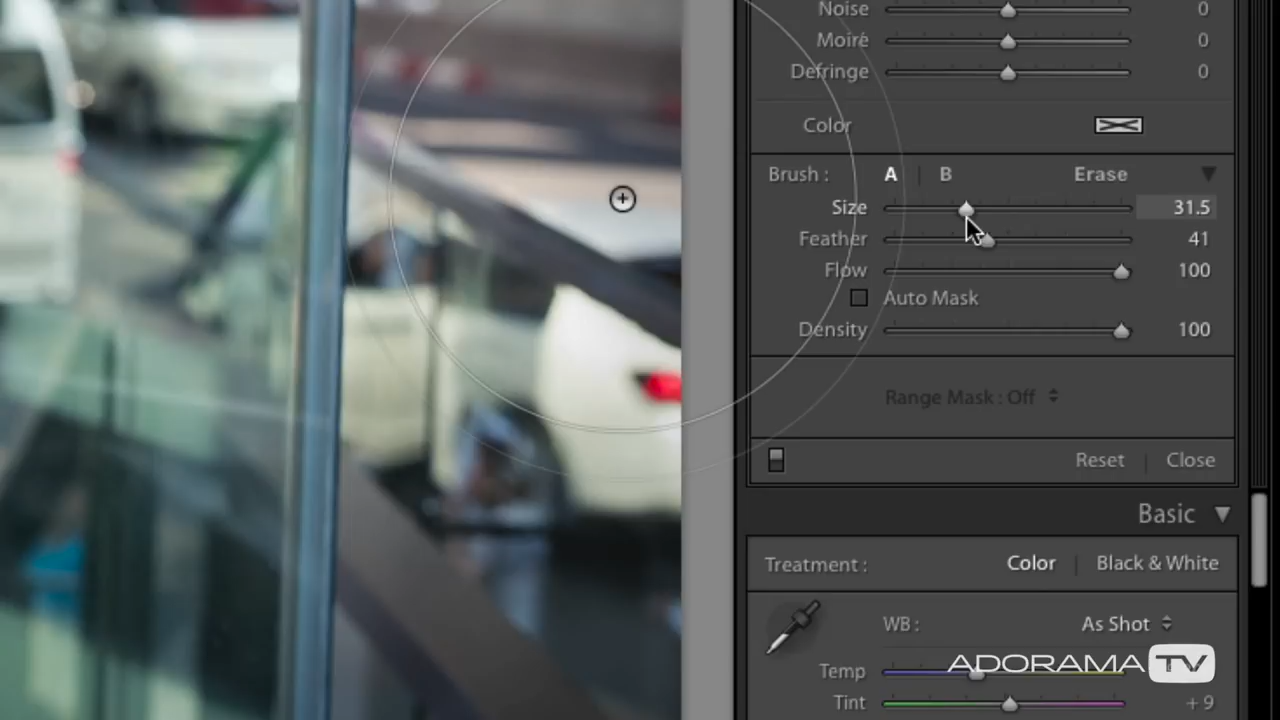 Noise 0
Moiré 0
Defringe 0
Color
Brush : A | B Erase
Size 31.5
Feather 41
Flow 100
Auto Mask
Density 100
Range Mask : Off
Reset | Close
Basic
Treatment : Color | Black & White
WB : As Shot
Temp
Tint + 9
ADORAMA TV